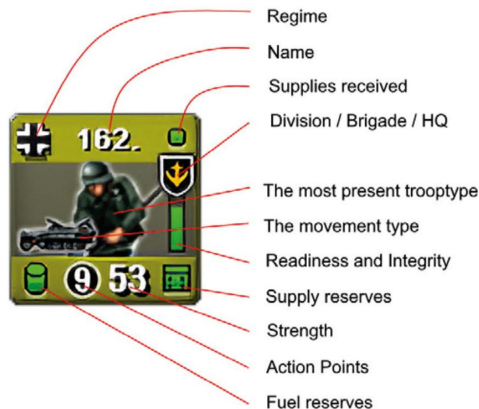 Regime
Name
Supplies received
162.
Division / Brigade / HQ
The most present trooptype
The movement type
Readiness and Integrity
9 53
Supply reserves
Strength
Action Points
Fuel reserves